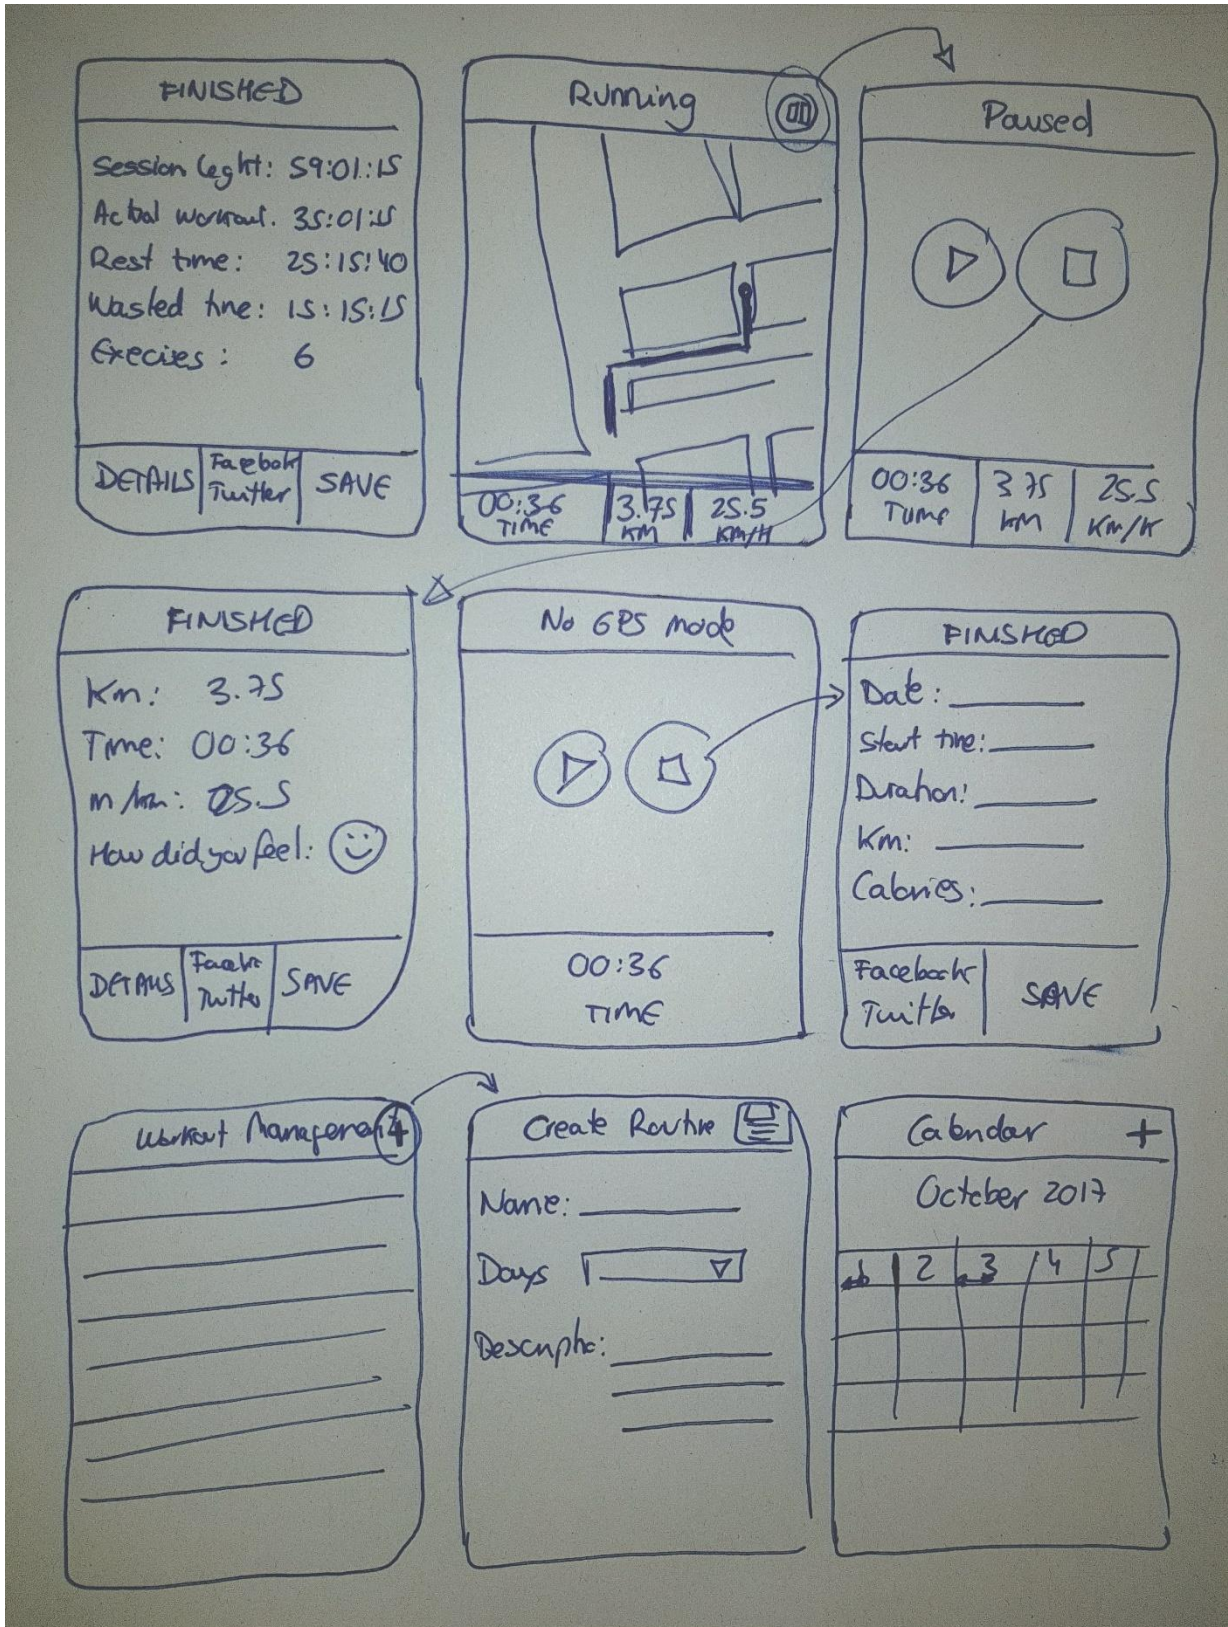 FINISHED
Session leght: 59:01:15
Actual workout. 35:01:15
Rest time: 25:15:40
Wasted time: 15:15:15
Execises: 6
DETAILS
Facebook
Twitter
SAVE
Running
00:36
TIME
3.75
KM
25.5
KM/H
Paused
00:36
TIME
3.75
KM
25.5
KM/H
FINISHED
Km: 3.75
Time: 00:36
m/km: 25.5
How did you feel:
DETAILS
Twitter
SAVE
No GPS mode
00:36
TIME
FINISHED
Date:
Start time:
Duration:
Km:
Calories:
Facebook
Twitter
SAVE
Workout Management +
Create Routine
Name:
Days
Description:
Calendar +
October 2017
1 2 3 4 5